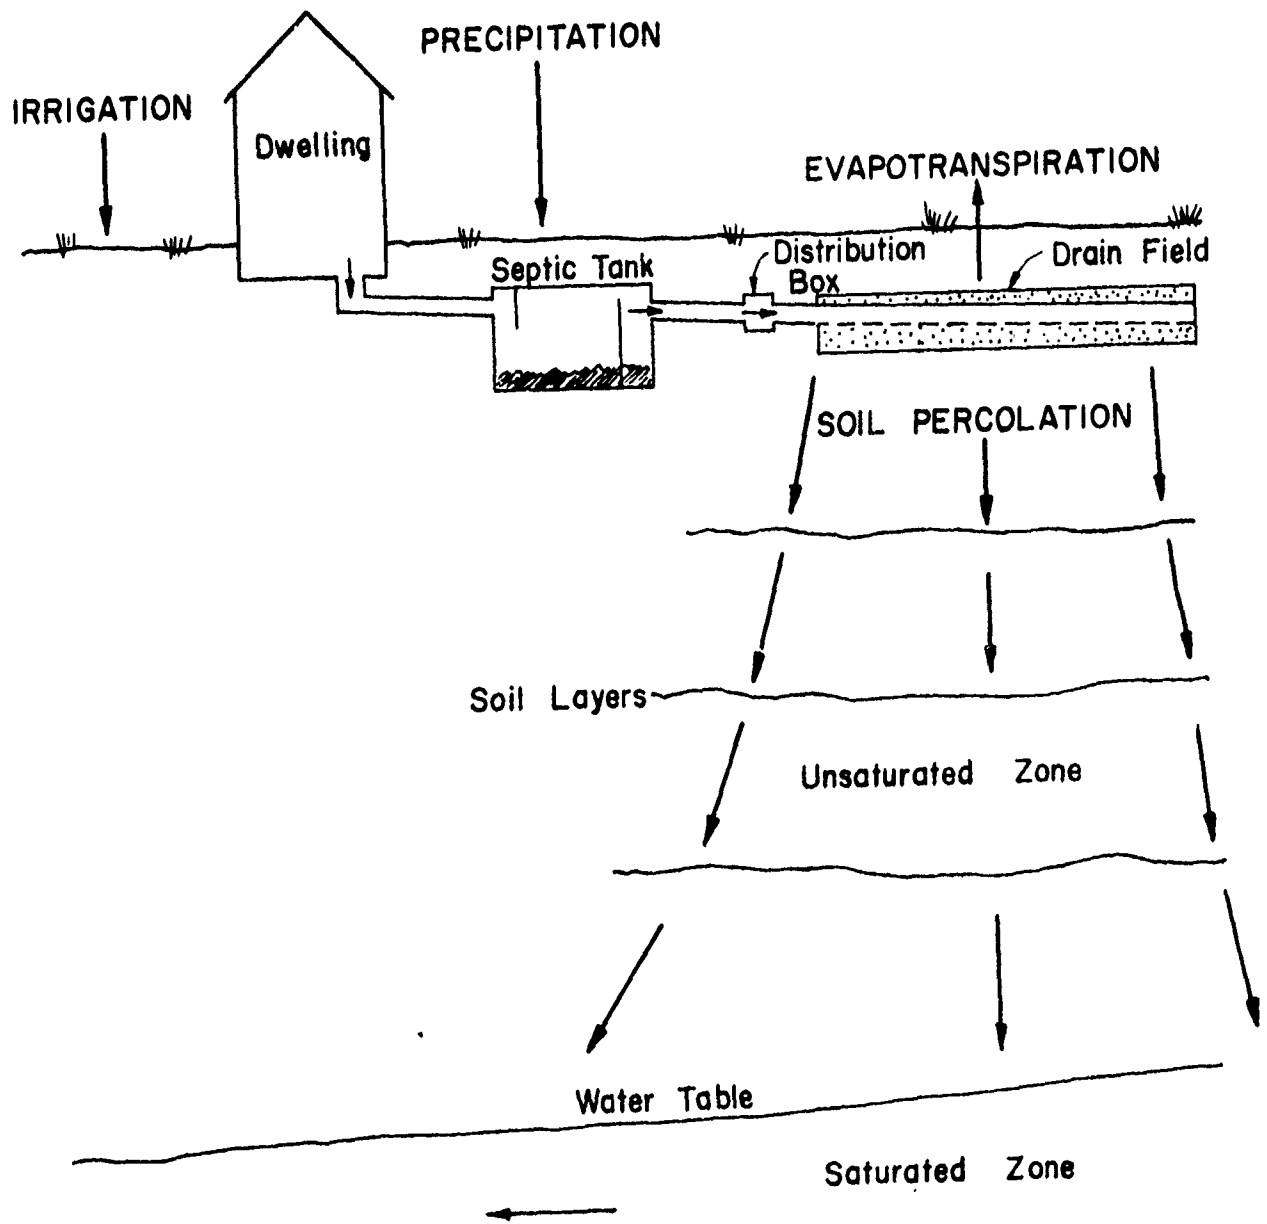 PRECIPITATION
IRRIGATION
Dwelling
EVAPOTRANSPIRATION
Septic Tank
Distribution
Box
Drain Field
SOIL PERCOLATION
Soil Layers
Unsaturated Zone
Water Table
Saturated Zone